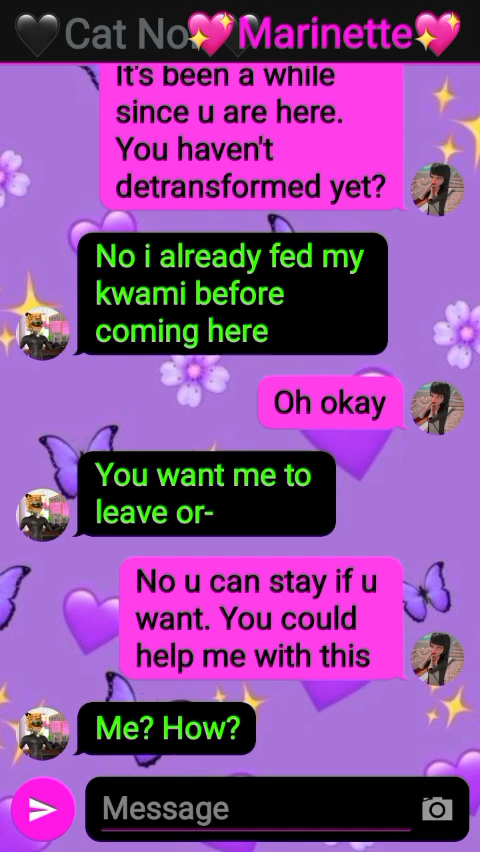 🖤Cat No 💖Marinette💖
It's been a while
since u are here.
You haven't
detransformed yet?
No i already fed my
kwami before
coming here
Oh okay
You want me to
leave or-
No u can stay if u
want. You could
help me with this
Me? How?
Message